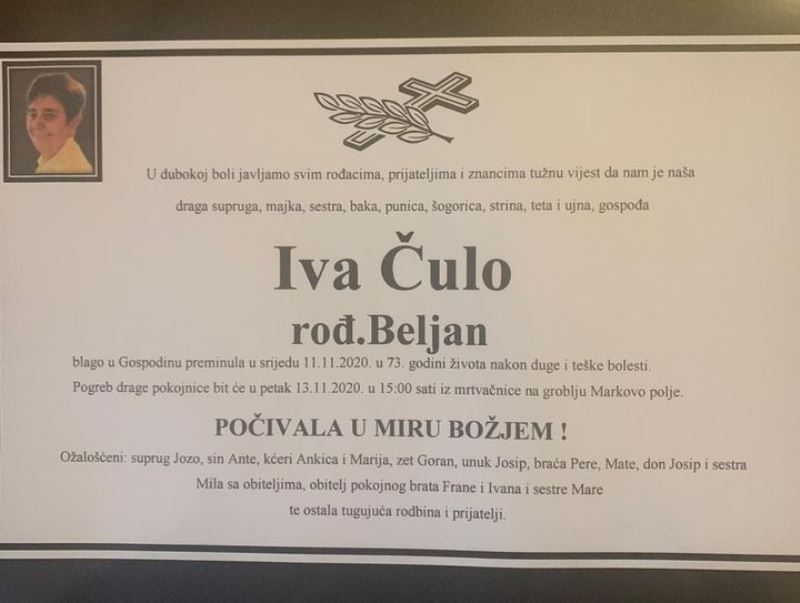 U dubokoj boli javljamo svim rođacima, prijateljima i znancima tužnu vijest da nam je naša
draga supruga, majka, sestra, baka, punica, šogorica, strina, teta i ujna, gospođa
Iva Čulo
rođ.Beljan
blago u Gospodinu preminula u srijedu 11.11.2020. u 73. godini života nakon duge i teške bolesti.
Pogreb drage pokojnice bit će u petak 13.11.2020. u 15:00 sati iz mrtvačnice na groblju Markovo polje.
POČIVALA U MIRU BOŽJEM !
Ožalošćeni: suprug Jozo, sin Ante, kćeri Ankica i Marija, zet Goran, unuk Josip, braća Pere, Mate, don Josip i sestra
Mila sa obiteljima, obitelj pokojnog brata Frane i Ivana i sestre Mare
te ostala tugujuća rodbina i prijatelji.